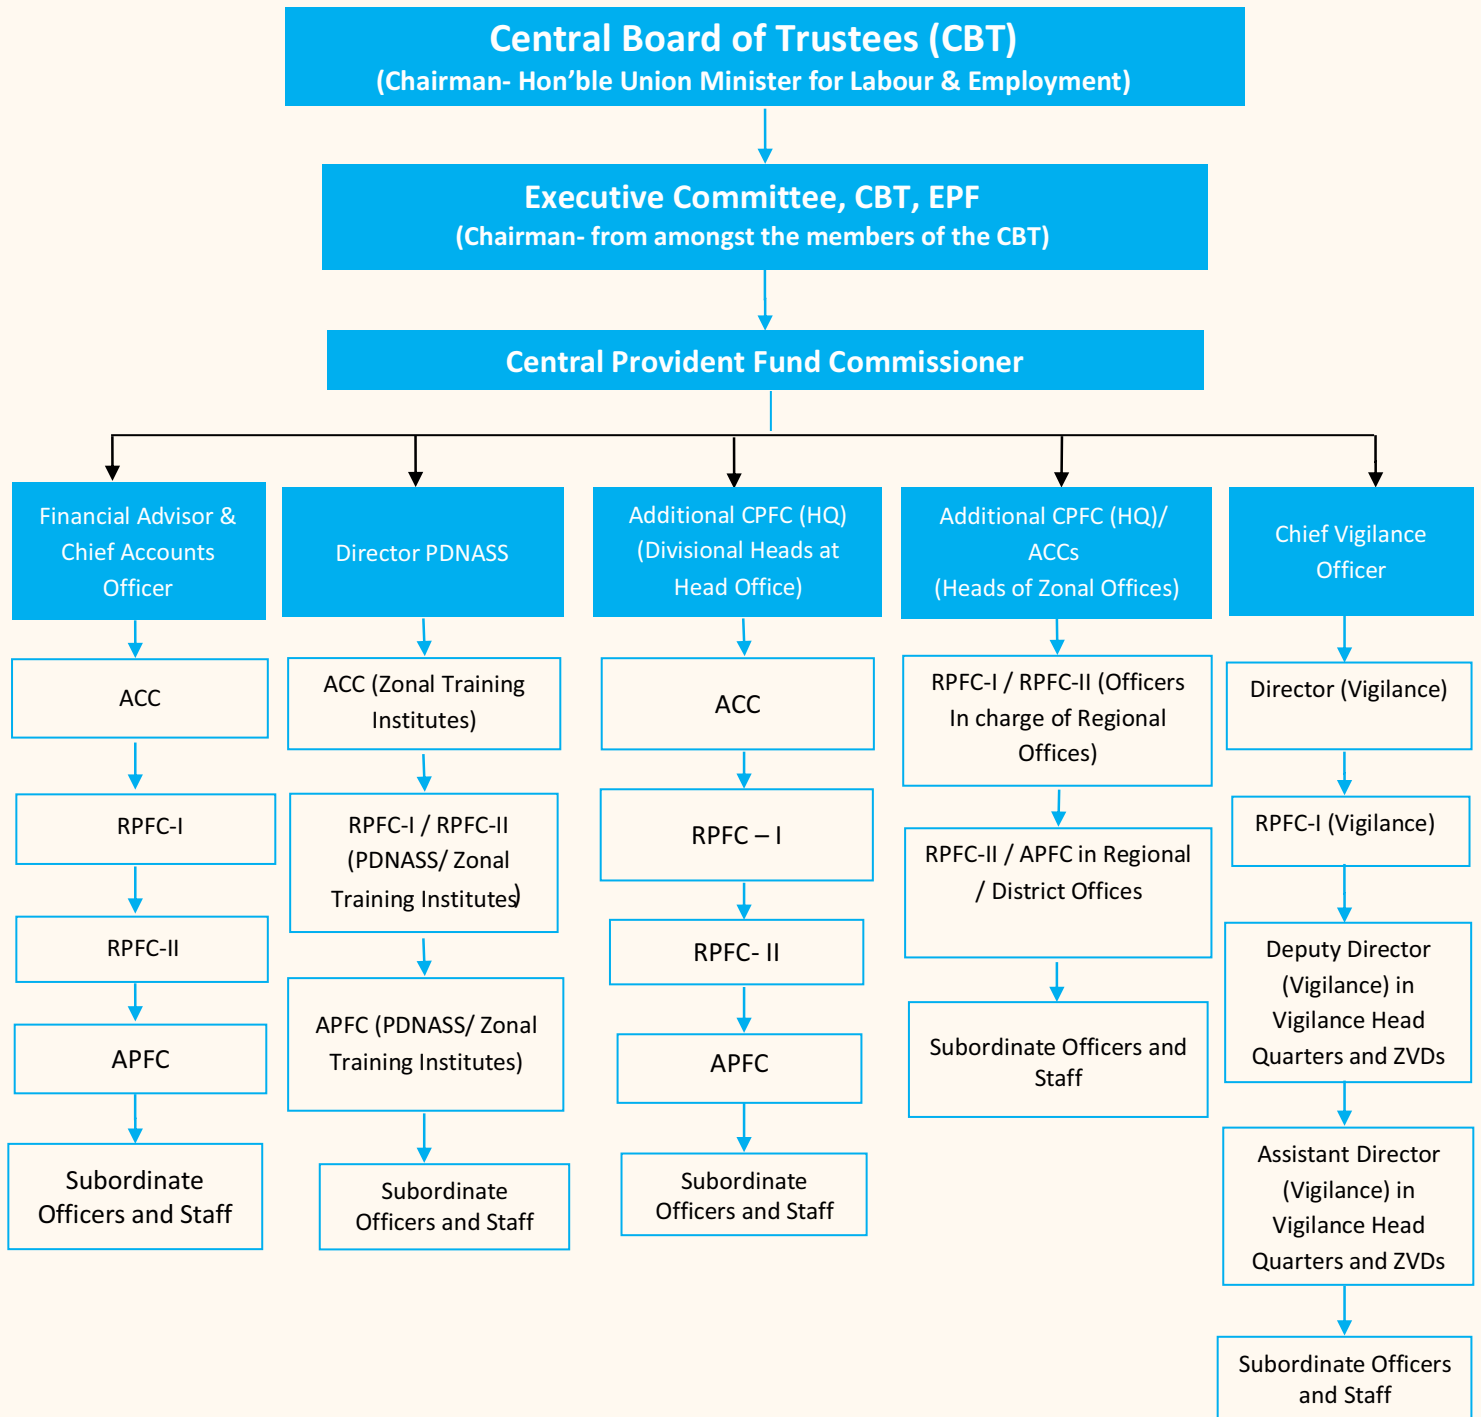 Central Board of Trustees (CBT)
(Chairman- Hon’ble Union Minister for Labour & Employment)
Executive Committee, CBT, EPF
(Chairman- from amongst the members of the CBT)
Central Provident Fund Commissioner
Financial Advisor &
Chief Accounts
Officer
Director PDNASS
Additional CPFC (HQ)
(Divisional Heads at
Head Office)
Additional CPFC (HQ)/
ACCs
(Heads of Zonal Offices)
Chief Vigilance
Officer
ACC
RPFC-I
RPFC-II
APFC
Subordinate
Officers and Staff
ACC (Zonal Training
Institutes)
RPFC-I / RPFC-II
(PDNASS/ Zonal
Training Institutes)
APFC (PDNASS/ Zonal
Training Institutes)
Subordinate
Officers and Staff
ACC
RPFC – I
RPFC- II
APFC
Subordinate
Officers and Staff
RPFC-I / RPFC-II (Officers
In charge of Regional
Offices)
RPFC-II / APFC in Regional
/ District Offices
Subordinate Officers and
Staff
Director (Vigilance)
RPFC-I (Vigilance)
Deputy Director
(Vigilance) in
Vigilance Head
Quarters and ZVDs
Assistant Director
(Vigilance) in
Vigilance Head
Quarters and ZVDs
Subordinate Officers
and Staff